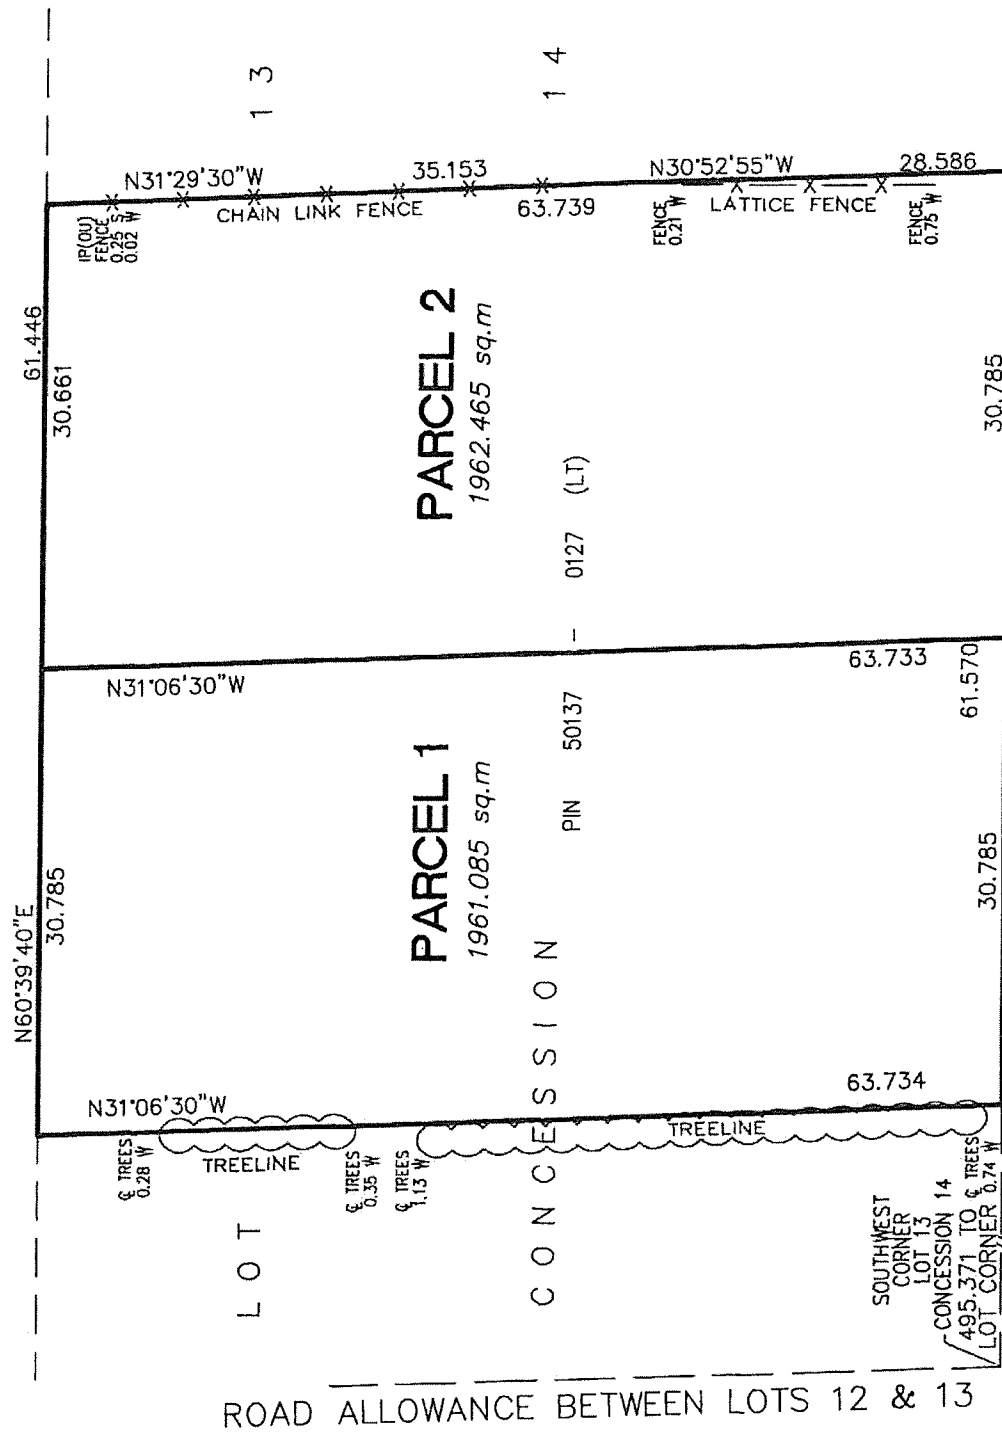 1 3
1 4
N31°29'30"W
35.153
N30°52'55"W
28.586
CHAIN LINK FENCE
63.739
LATTICE FENCE
IP(OU)
FENCE
0.25 S
0.02 W
FENCE
0.21 W
FENCE
0.75 W
61.446
30.661
PARCEL 2
1962.465 sq.m
30.785
N31°06'30"W
63.733
61.570
PIN 50137 - 0127 (LT)
PARCEL 1
1961.085 sq.m
N60°39'40"E
30.785
30.785
N31°06'30"W
63.734
TREELINE
TREELINE
℄ TREES
0.28 W
℄ TREES
0.35 W
℄ TREES
1.13 W
℄ TREES
0.74 W
LOT
CONCESSION
SOUTHWEST
CORNER
LOT 13
CONCESSION 14
495.371 TO
LOT CORNER
ROAD ALLOWANCE BETWEEN LOTS 12 & 13